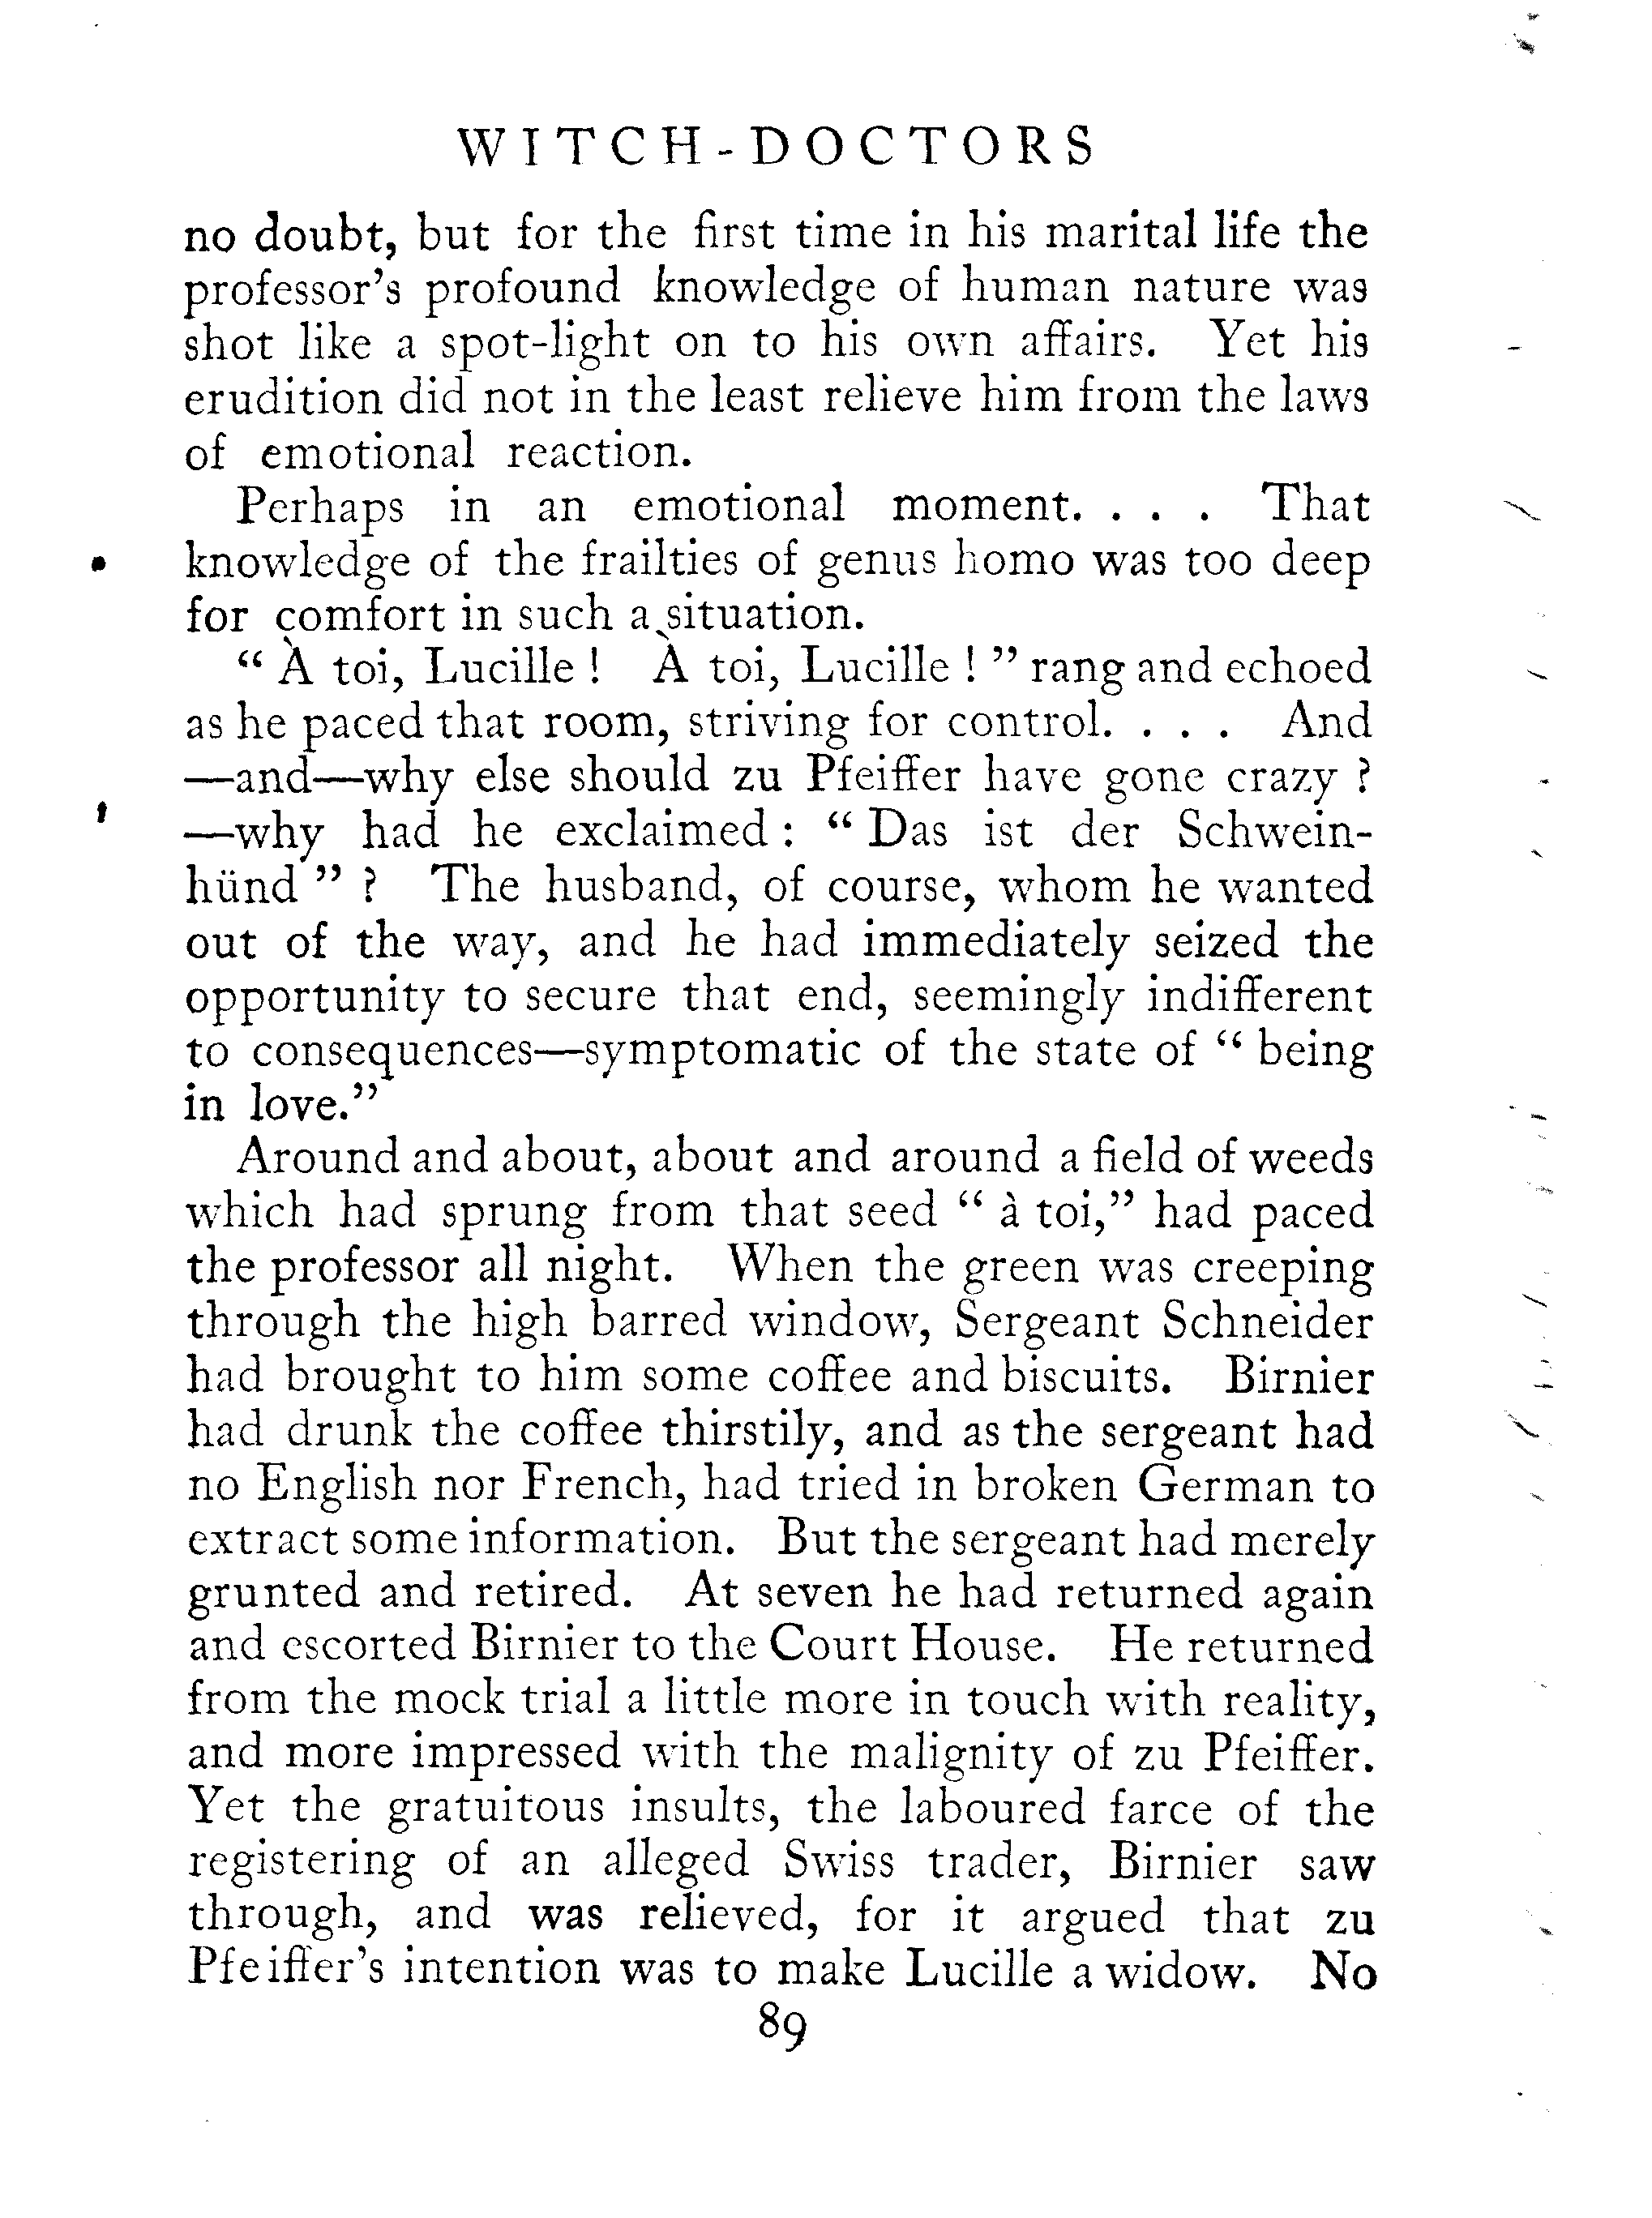 WITCH-DOCTORS
no doubt, but for the first time in his marital life the
professor's profound knowledge of human nature was
shot like a spot-light on to his own affairs. Yet his
erudition did not in the least relieve him from the laws
of emotional reaction.
Perhaps in an emotional moment. . . . That
knowledge of the frailties of genus homo was too deep
for comfort in such a situation.
" À toi, Lucille ! À toi, Lucille ! " rang and echoed
as he paced that room, striving for control. . . . And
—and—why else should zu Pfeiffer have gone crazy ?
—why had he exclaimed : " Das ist der Schwein-
hünd " ? The husband, of course, whom he wanted
out of the way, and he had immediately seized the
opportunity to secure that end, seemingly indifferent
to consequences—symptomatic of the state of " being
in love."
Around and about, about and around a field of weeds
which had sprung from that seed " à toi," had paced
the professor all night. When the green was creeping
through the high barred window, Sergeant Schneider
had brought to him some coffee and biscuits. Birnier
had drunk the coffee thirstily, and as the sergeant had
no English nor French, had tried in broken German to
extract some information. But the sergeant had merely
grunted and retired. At seven he had returned again
and escorted Birnier to the Court House. He returned
from the mock trial a little more in touch with reality,
and more impressed with the malignity of zu Pfeiffer.
Yet the gratuitous insults, the laboured farce of the
registering of an alleged Swiss trader, Birnier saw
through, and was relieved, for it argued that zu
Pfeiffer's intention was to make Lucille a widow. No
89